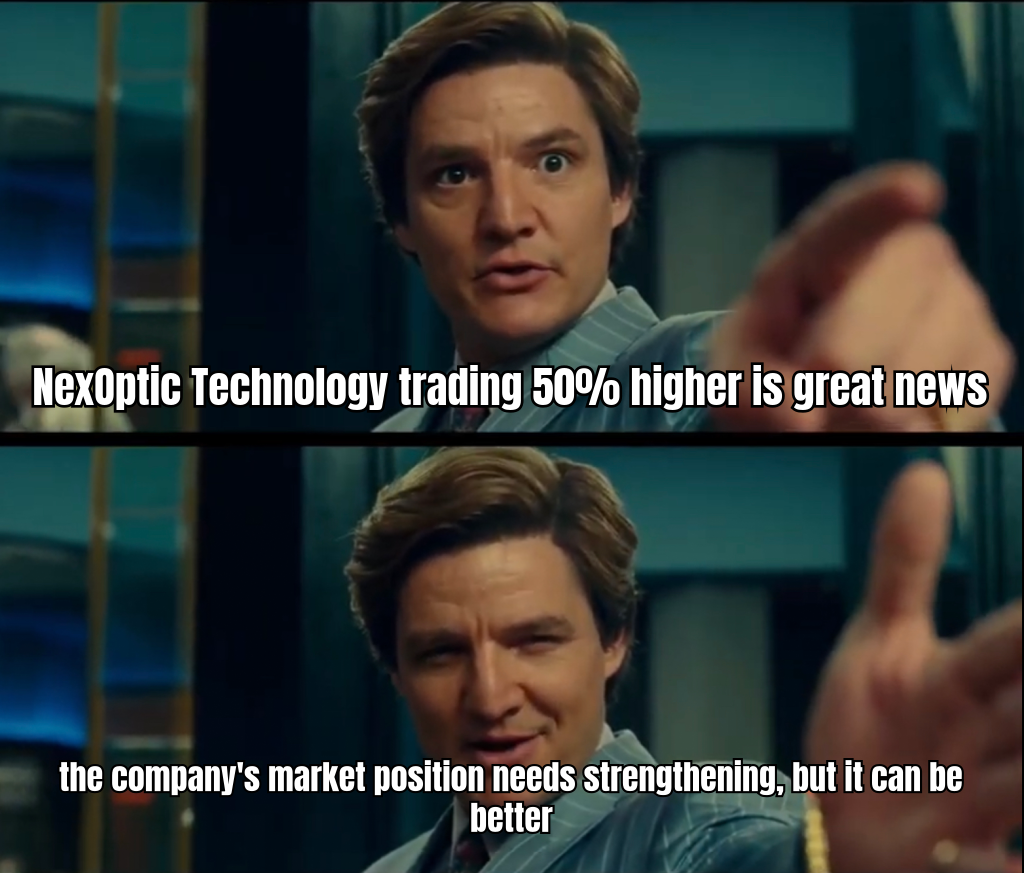 NexOptic Technology trading 50% higher is great news
the company's market position needs strengthening, but it can be
better